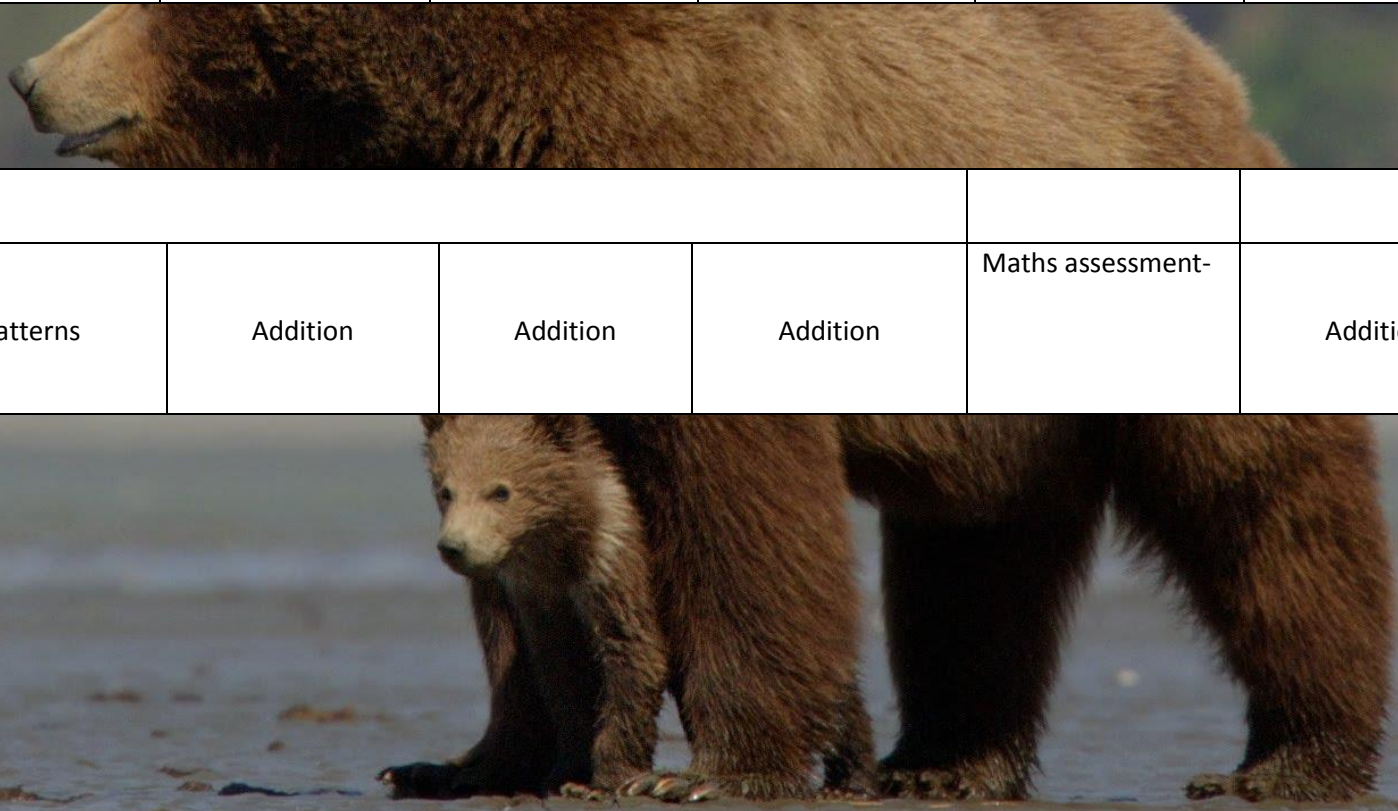 atterns
Addition
Addition
Addition
Maths assessment-
Additi